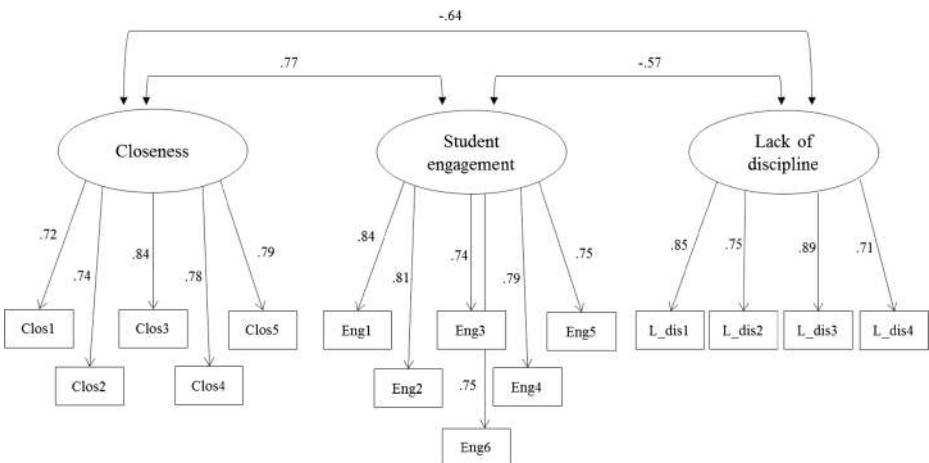 -.64
.77
-.57
Closeness
Student
engagement
Lack of
discipline
.72
.74
.84
.78
.79
.84
.81
.74
.79
.75
.85
.75
.89
.71
Clos1
Clos3
Clos5
Eng1
Eng3
Eng5
L_dis1
L_dis2
L_dis3
L_dis4
Clos2
Clos4
Eng2
.75
Eng4
Eng6